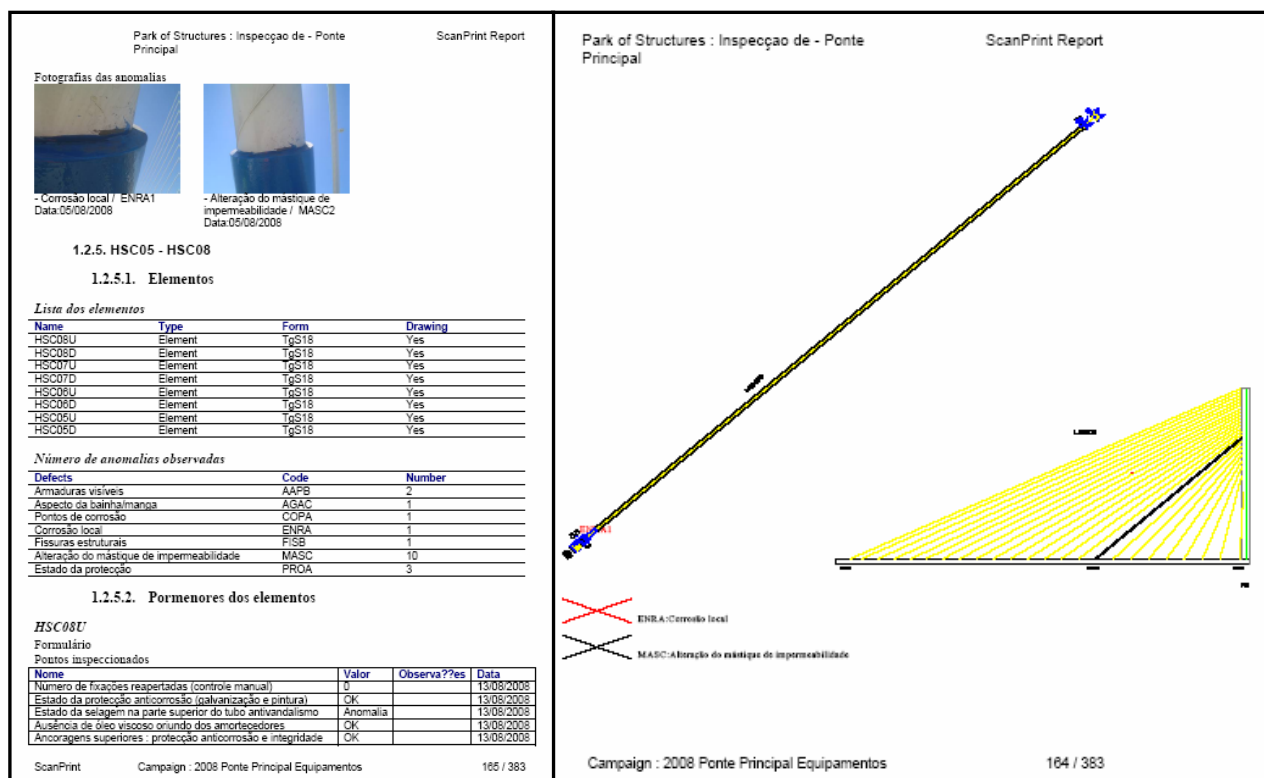 Park of Structures : Inspecçao de - Ponte
Principal
ScanPrint Report
Fotografias das anomalias
- Corrosão local / ENRA1
Data:05/08/2008
- Alteração do mástique de
impermeabilidade / MASC2
Data:05/08/2008
1.2.5. HSC05 - HSC08
1.2.5.1. Elementos
Lista dos elementos
Name Type Form Drawing
HSC08U Element TgS18 Yes
HSC08D Element TgS18 Yes
HSC07U Element TgS18 Yes
HSC07D Element TgS18 Yes
HSC06U Element TgS18 Yes
HSC06D Element TgS18 Yes
HSC05U Element TgS18 Yes
HSC05D Element TgS18 Yes
Número de anomalias observadas
Defects Code Number
Armaduras visíveis AAPB 2
Aspecto da bainha/manga AGAC 1
Pontos de corrosão COPA 1
Corrosão local ENRA 1
Fissuras estruturais FISB 1
Alteração do mástique de impermeabilidade MASC 10
Estado da protecção PROA 3
1.2.5.2. Pormenores dos elementos
HSC08U
Formulário
Pontos inspeccionados
Nome Valor Observa??es Data
Numero de fixações reapertadas (controle manual) 0 13/08/2008
Estado da protecção anticorrosão (galvanização e pintura) OK 13/08/2008
Estado da selagem na parte superior do tubo antivandalismo Anomalia 13/08/2008
Ausência de óleo viscoso oriundo dos amortecedores OK 13/08/2008
Ancoragens superiores : protecção anticorrosão e integridade OK 13/08/2008
ScanPrint Campaign : 2008 Ponte Principal Equipamentos 165 / 383
Park of Structures : Inspecçao de - Ponte
Principal
ScanPrint Report
ENRA1
ENRA:Corrosão local
MASC:Alteração do mástique de impermeabilidade
Campaign : 2008 Ponte Principal Equipamentos 164 / 383